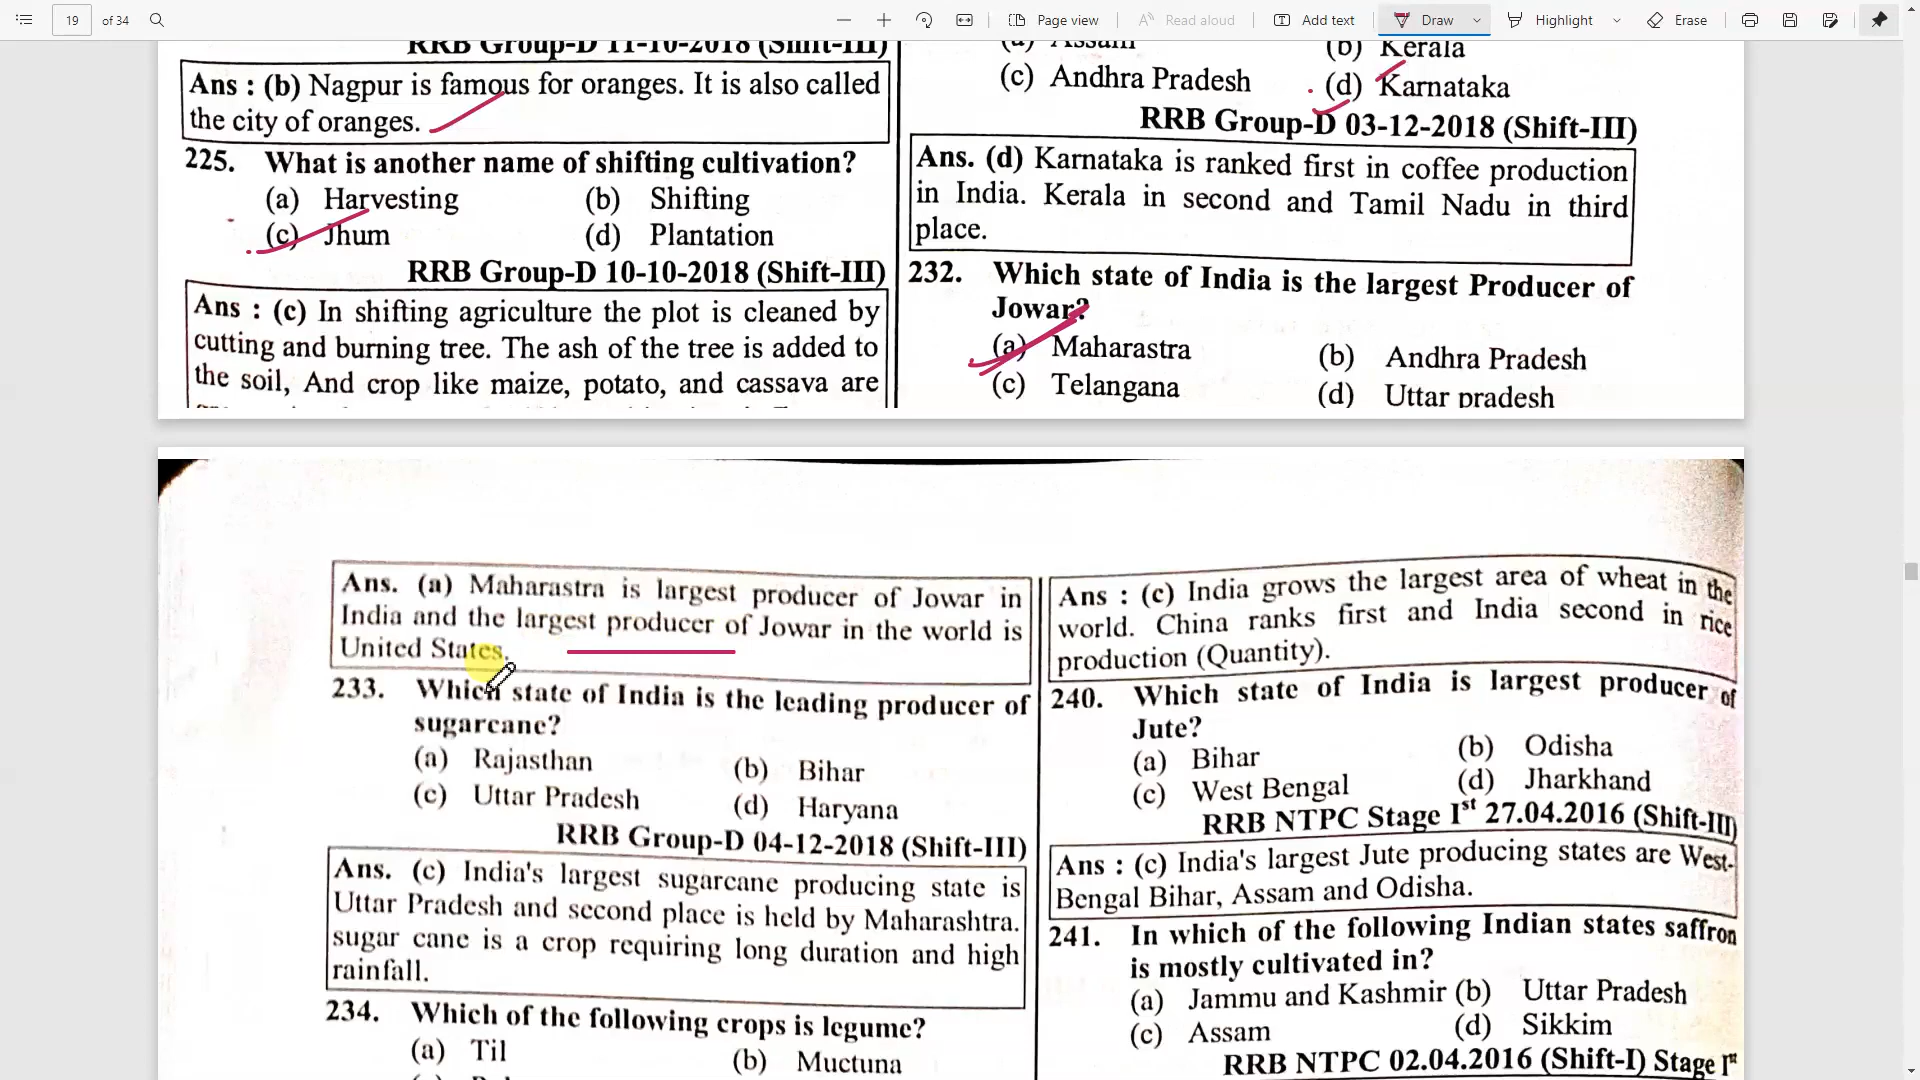 19 of 34
Page view
Read aloud
Add text
Draw
Highlight
Erase
RRB Group-D 11-10-2018 (Shift-III)
Ans : (b) Nagpur is famous for oranges. It is also called
the city of oranges.
225. What is another name of shifting cultivation?
(a) Harvesting (b) Shifting
(c) Jhum (d) Plantation
RRB Group-D 10-10-2018 (Shift-III)
Ans : (c) In shifting agriculture the plot is cleaned by
cutting and burning tree. The ash of the tree is added to
the soil, And crop like maize, potato, and cassava are
(a) Assam (b) Kerala
(c) Andhra Pradesh (d) Karnataka
RRB Group-D 03-12-2018 (Shift-III)
Ans. (d) Karnataka is ranked first in coffee production
in India. Kerala in second and Tamil Nadu in third
place.
232. Which state of India is the largest Producer of
Jowar?
(a) Maharastra (b) Andhra Pradesh
(c) Telangana (d) Uttar pradesh
Ans. (a) Maharastra is largest producer of Jowar in
India and the largest producer of Jowar in the world is
United States.
233. Which state of India is the leading producer of
sugarcane?
(a) Rajasthan (b) Bihar
(c) Uttar Pradesh (d) Haryana
RRB Group-D 04-12-2018 (Shift-III)
Ans. (c) India's largest sugarcane producing state is
Uttar Pradesh and second place is held by Maharashtra.
sugar cane is a crop requiring long duration and high
rainfall.
234. Which of the following crops is legume?
(a) Til (b) Muctuna
Ans : (c) India grows the largest area of wheat in the
world. China ranks first and India second in rice
production (Quantity).
240. Which state of India is largest producer of
Jute?
(a) Bihar (b) Odisha
(c) West Bengal (d) Jharkhand
RRB NTPC Stage Ist 27.04.2016 (Shift-III)
Ans : (c) India's largest Jute producing states are West-
Bengal Bihar, Assam and Odisha.
241. In which of the following Indian states saffron
is mostly cultivated in?
(a) Jammu and Kashmir (b) Uttar Pradesh
(c) Assam (d) Sikkim
RRB NTPC 02.04.2016 (Shift-I) Stage Ist